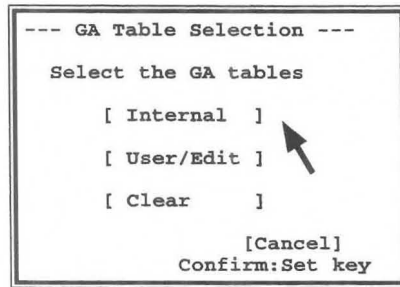 --- GA Table Selection ---
Select the GA tables
[ Internal ]
[ User/Edit ]
[ Clear ]
[Cancel]
Confirm:Set key